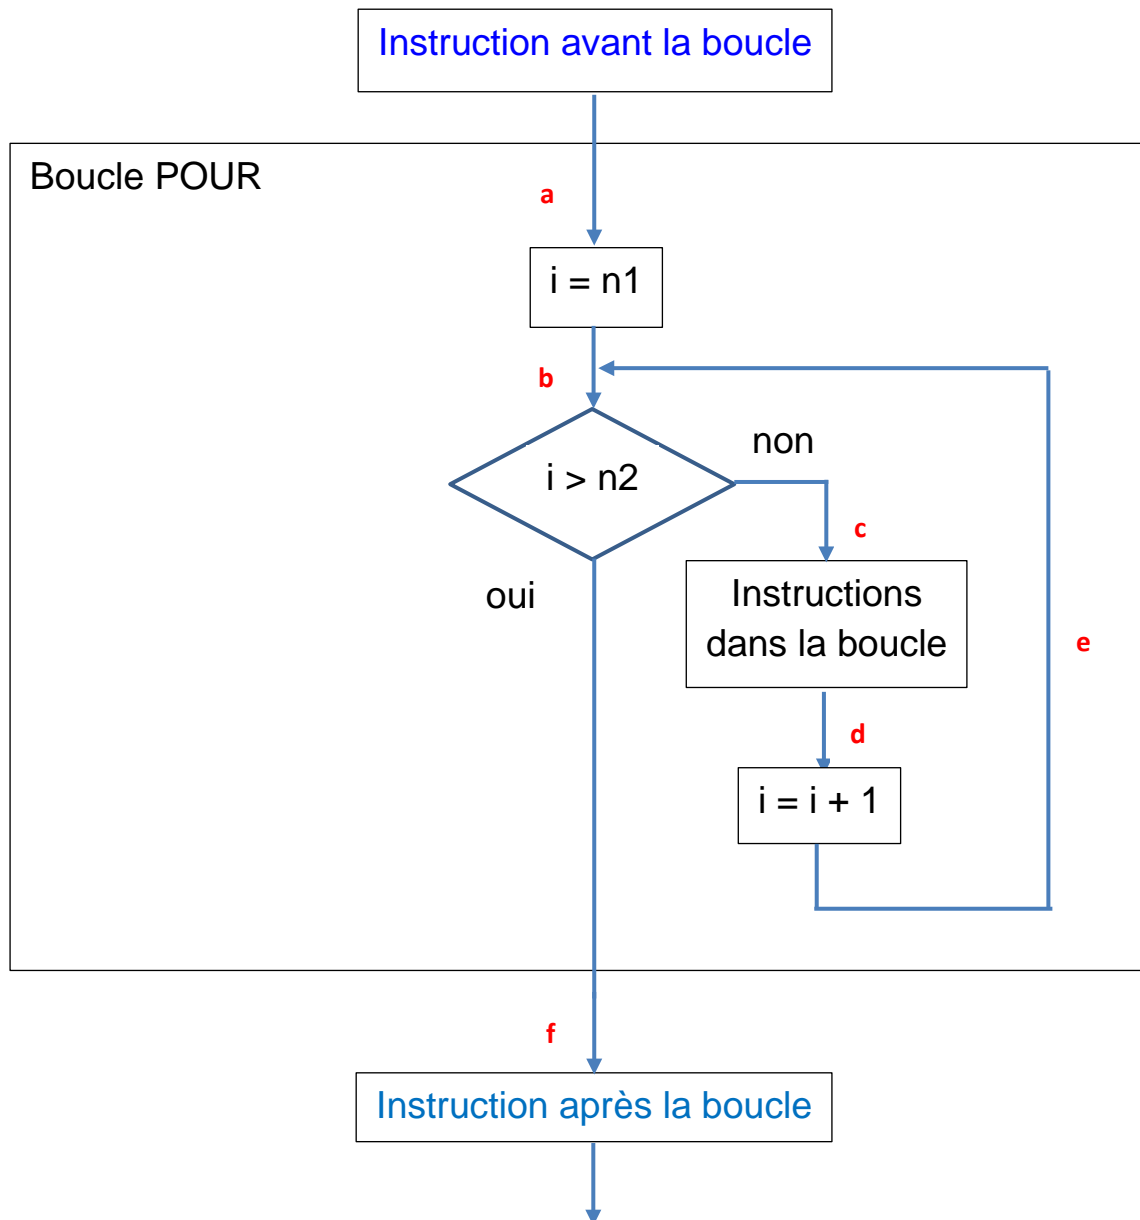 Instruction avant la boucle
Boucle POUR
a
i = n1
b
non
i > n2
c
oui
Instructions
dans la boucle
e
d
i = i + 1
f
Instruction après la boucle